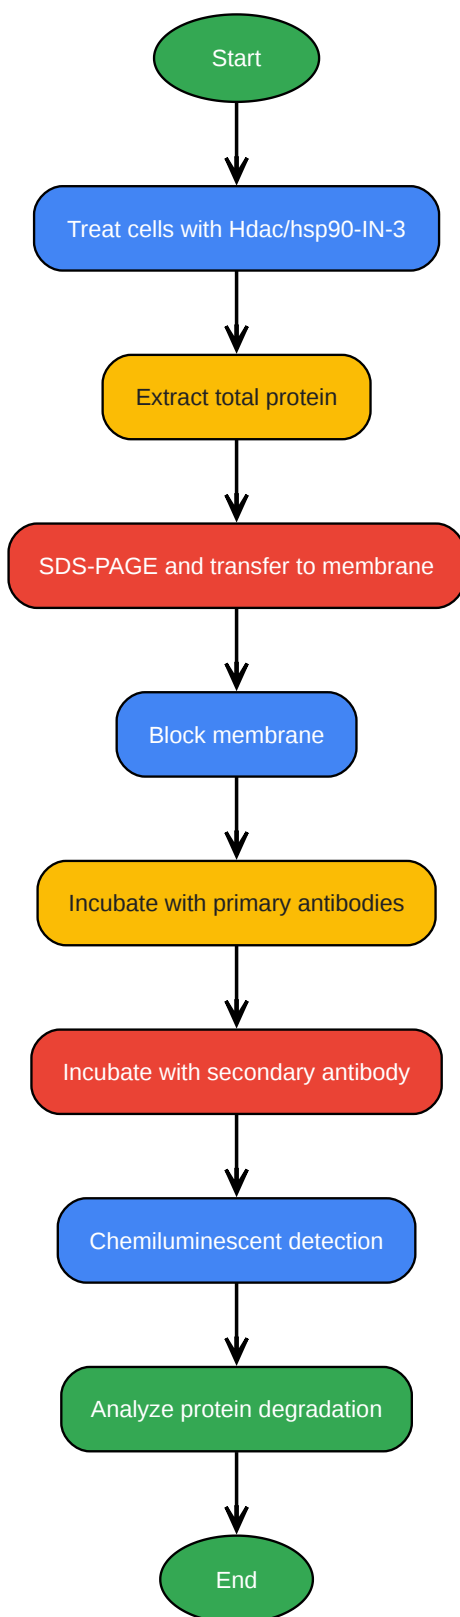 Start
Treat cells with Hdac/hsp90-IN-3
Extract total protein
SDS-PAGE and transfer to membrane
Block membrane
Incubate with primary antibodies
Incubate with secondary antibody
Chemiluminescent detection
Analyze protein degradation
End